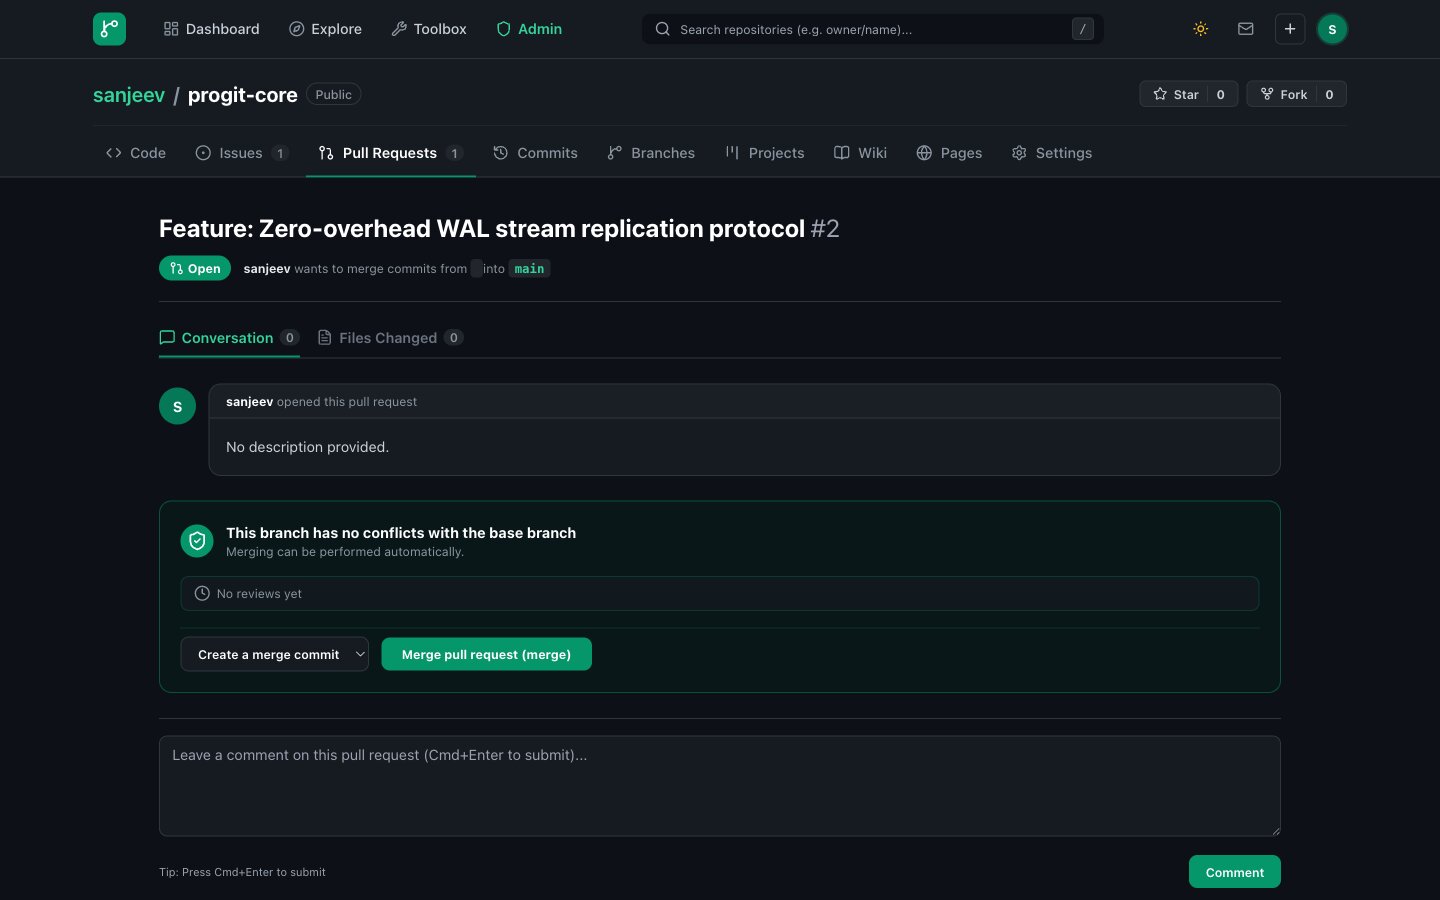 Dashboard Explore Toolbox Admin Search repositories (e.g. owner/name)... / + S
sanjeev / progit-core Public Star 0 Fork 0
Code Issues 1 Pull Requests 1 Commits Branches Projects Wiki Pages Settings
Feature: Zero-overhead WAL stream replication protocol #2
Open sanjeev wants to merge commits from into main
Conversation 0 Files Changed 0
S sanjeev opened this pull request
No description provided.
This branch has no conflicts with the base branch
Merging can be performed automatically.
No reviews yet
Create a merge commit Merge pull request (merge)
Leave a comment on this pull request (Cmd+Enter to submit)...
Tip: Press Cmd+Enter to submit Comment